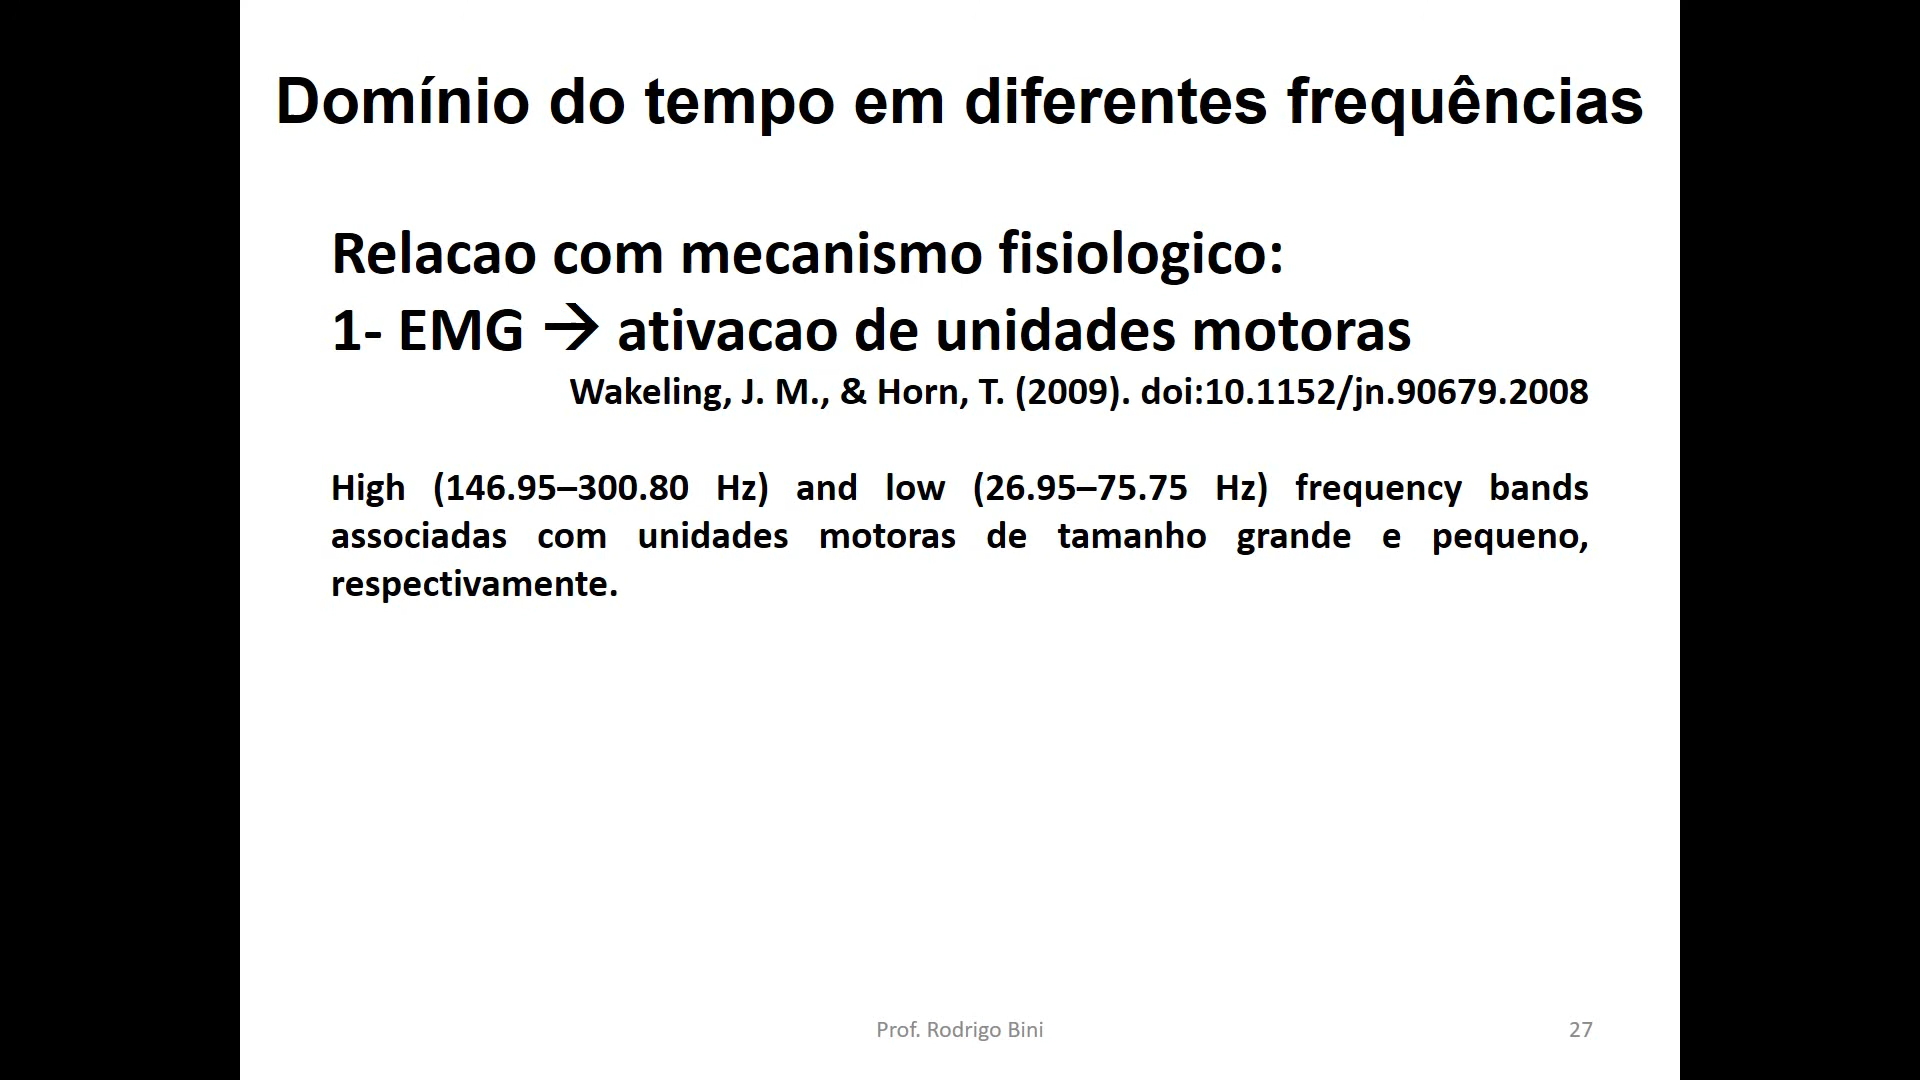 Domínio do tempo em diferentes frequências
Relacao com mecanismo fisiologico:
1- EMG → ativacao de unidades motoras
Wakeling, J. M., & Horn, T. (2009). doi:10.1152/jn.90679.2008
High (146.95–300.80 Hz) and low (26.95–75.75 Hz) frequency bands
associadas com unidades motoras de tamanho grande e pequeno,
respectivamente.
Prof. Rodrigo Bini
27